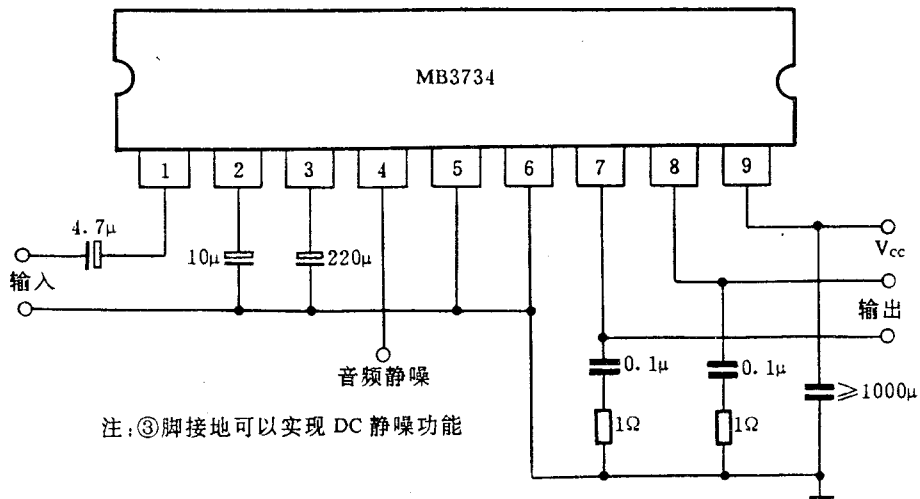 MB3734
1 2 3 4 5 6 7 8 9
4.7μ
10μ
220μ
Vcc
输入
输出
音频静噪
0.1μ
0.1μ
≥1000μ
1Ω
1Ω
注:③脚接地可以实现 DC 静噪功能